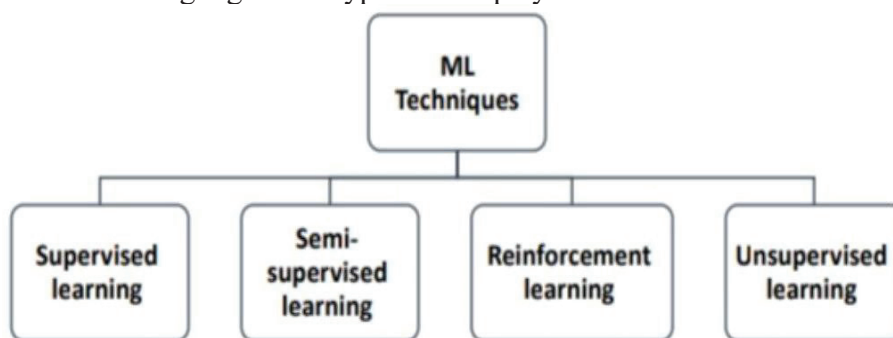 ML
Techniques
Supervised
learning
Semi-
supervised
learning
Reinforcement
learning
Unsupervised
learning